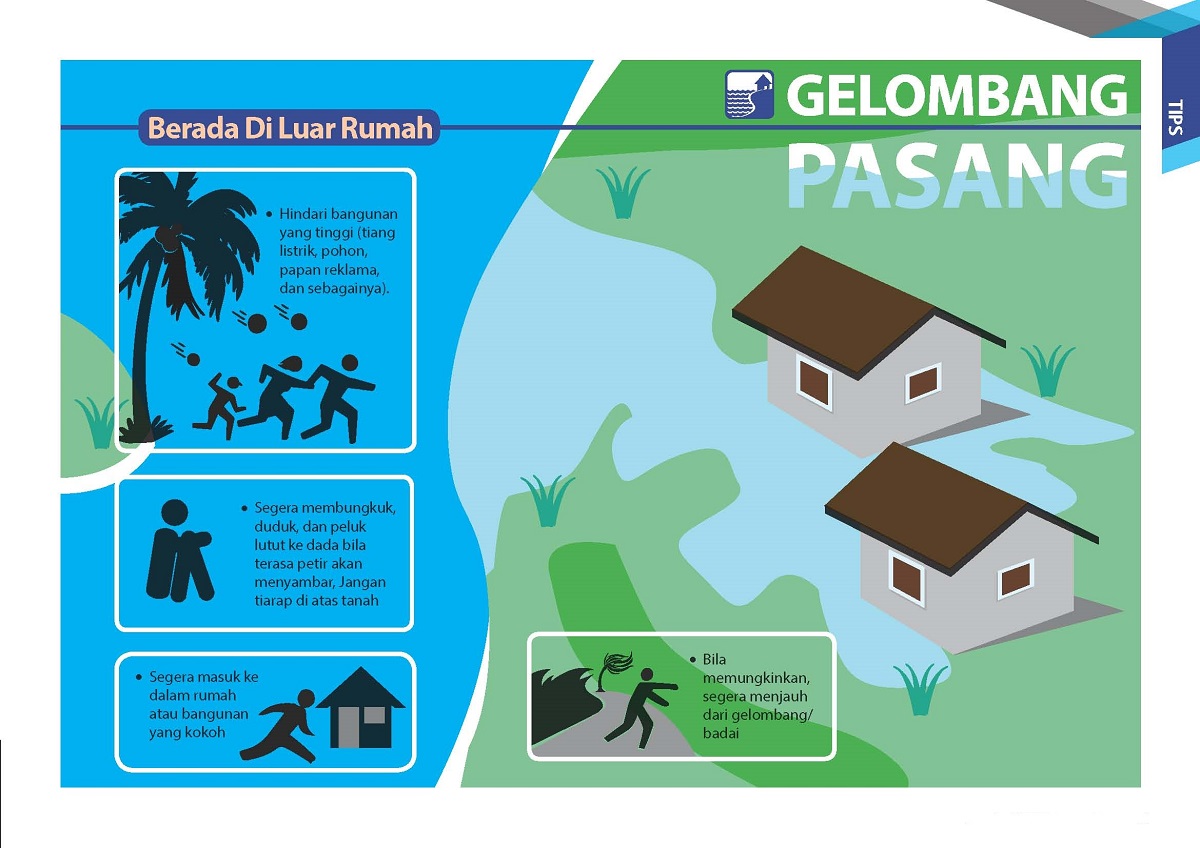 TIPS
GELOMBANG
PASANG
Berada Di Luar Rumah
• Hindari bangunan
yang tinggi (tiang
listrik, pohon,
papan reklama,
dan sebagainya).
• Segera membungkuk,
duduk, dan peluk
lutut ke dada bila
terasa petir akan
menyambar, Jangan
tiarap di atas tanah
• Segera masuk ke
dalam rumah
atau bangunan
yang kokoh
• Bila
memungkinkan,
segera menjauh
dari gelombang/
badai